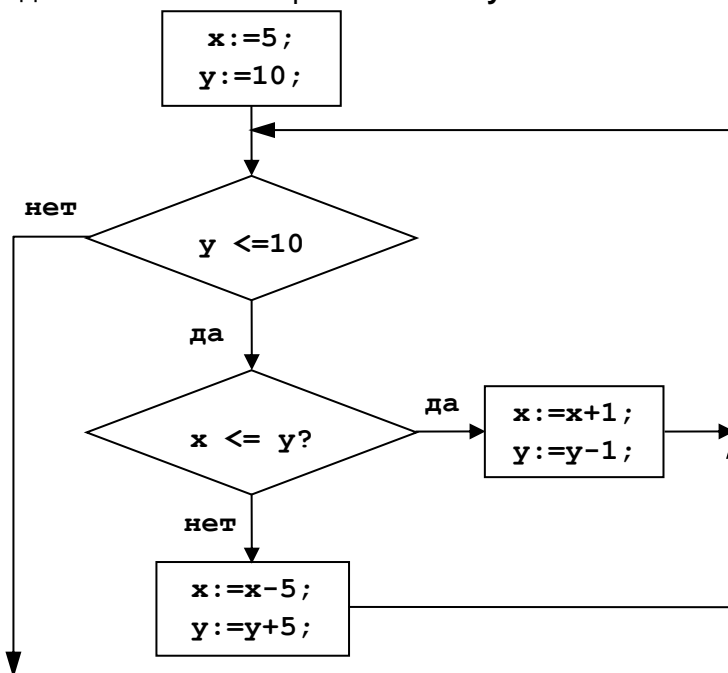 x:=5;
y:=10;
нет
y <=10
да
x <= y?
да
x:=x+1;
y:=y-1;
нет
x:=x-5;
y:=y+5;